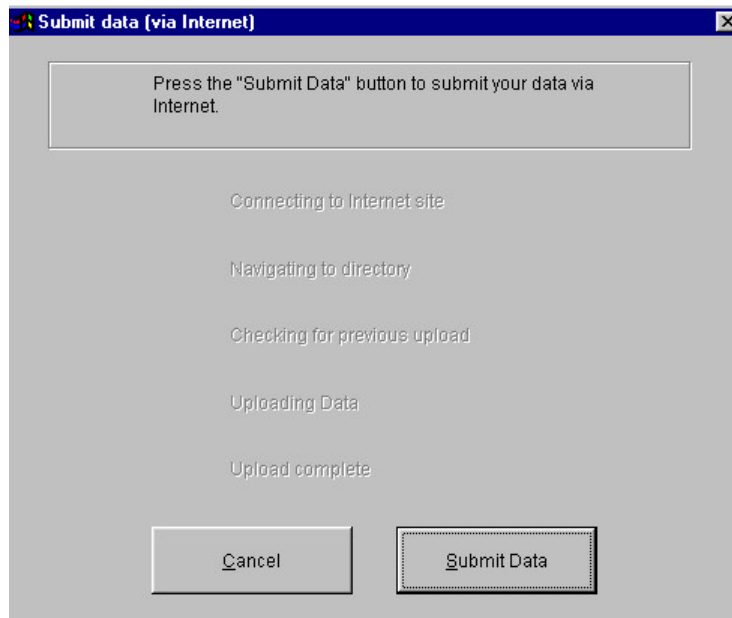 Submit data (via Internet)
Press the "Submit Data" button to submit your data via
Internet.
Connecting to Internet site
Navigating to directory
Checking for previous upload
Uploading Data
Upload complete
Cancel
Submit Data